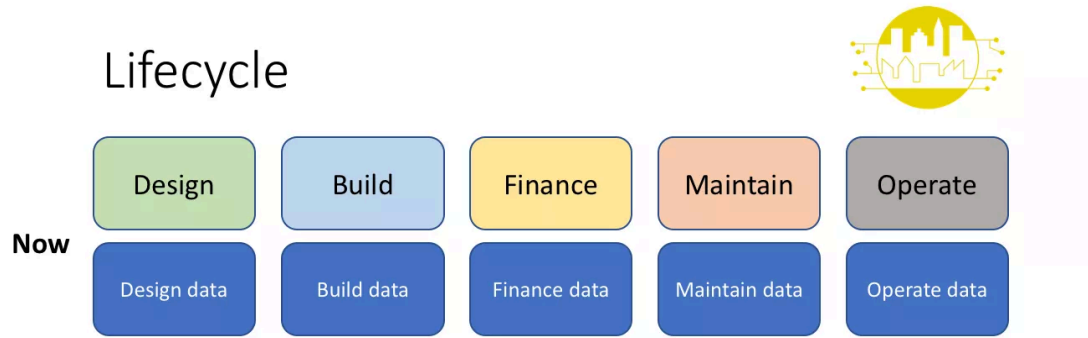 Lifecycle
Design
Build
Finance
Maintain
Operate
Now
Design data
Build data
Finance data
Maintain data
Operate data